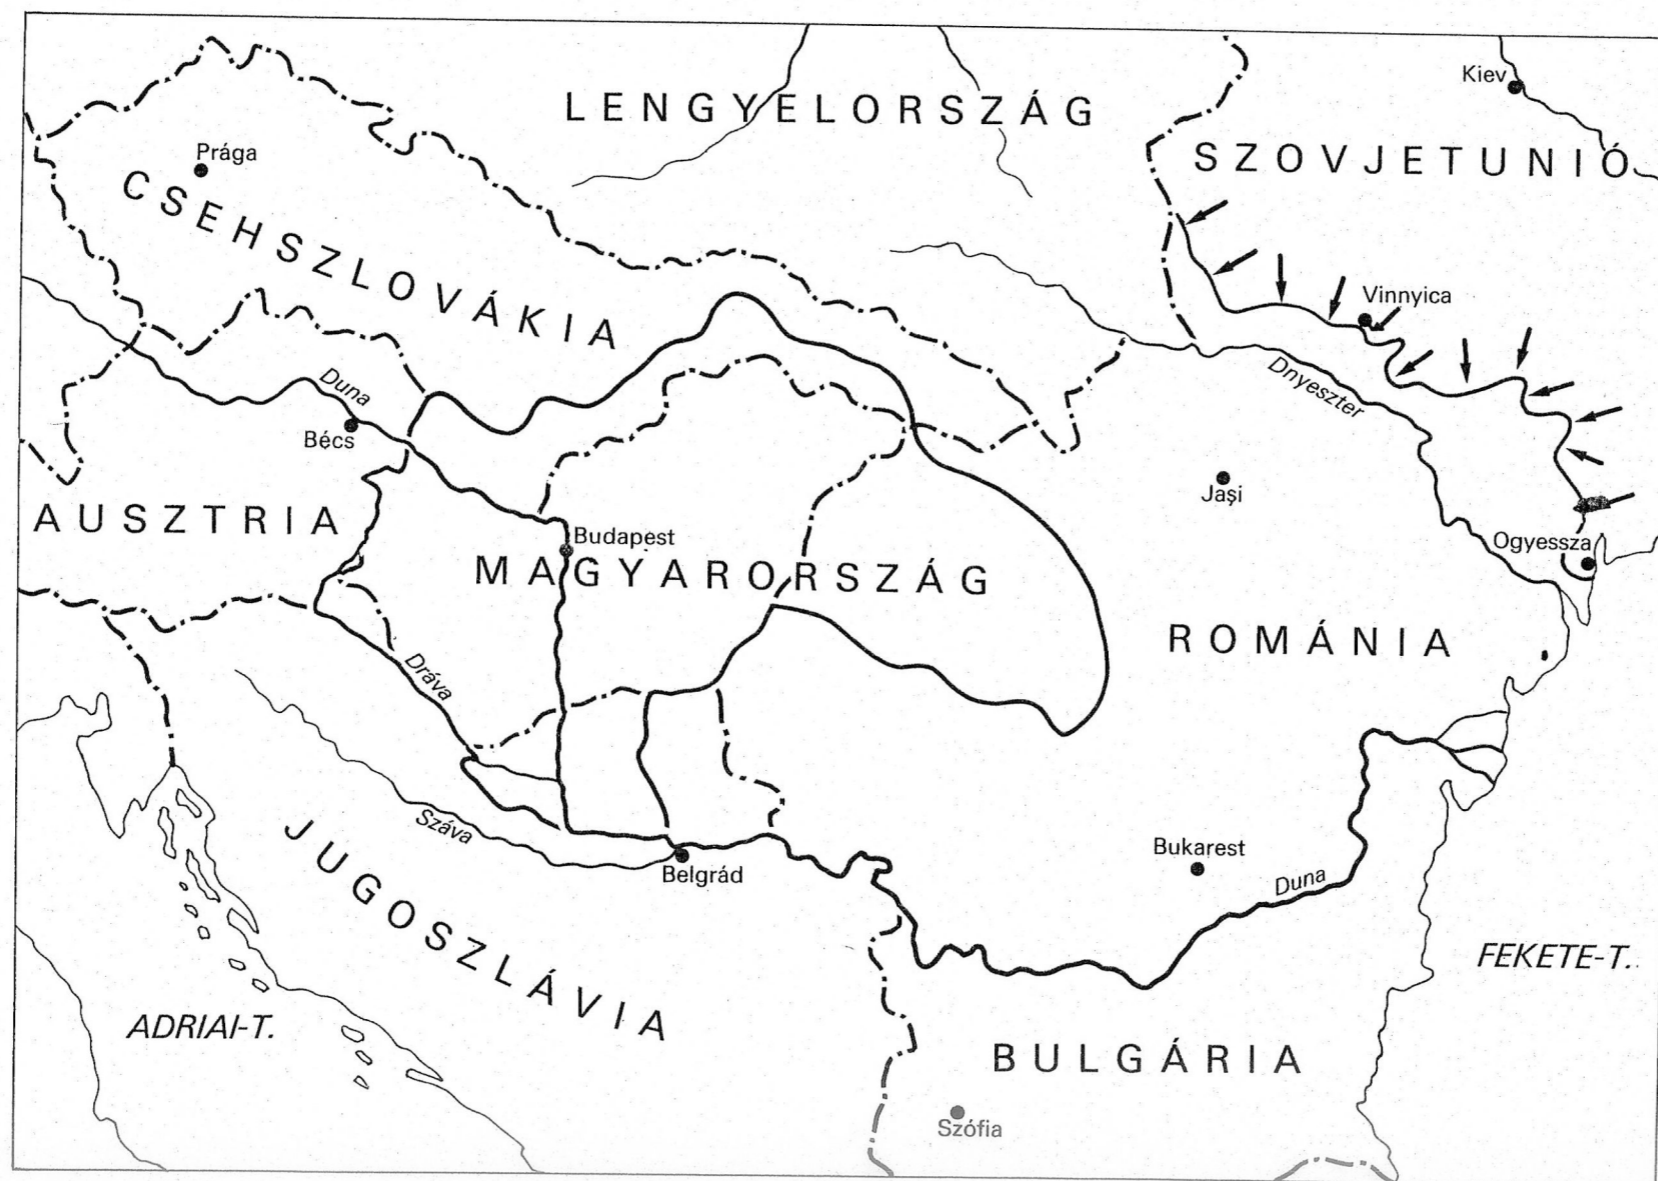 Kiev
LENGYELORSZÁG
SZOVJETUNIÓ
Prága
CSEHSZLOVÁKIA
Vinnyica
Duna
Dnyeszter
Bécs
Jaşi
AUSZTRIA
Budapest
Ogyessza
MAGYARORSZÁG
ROMÁNIA
Dráva
Száva
JUGOSZLÁVIA
Belgrád
Bukarest
Duna
FEKETE-T.
ADRIAI-T.
BULGÁRIA
Szófia